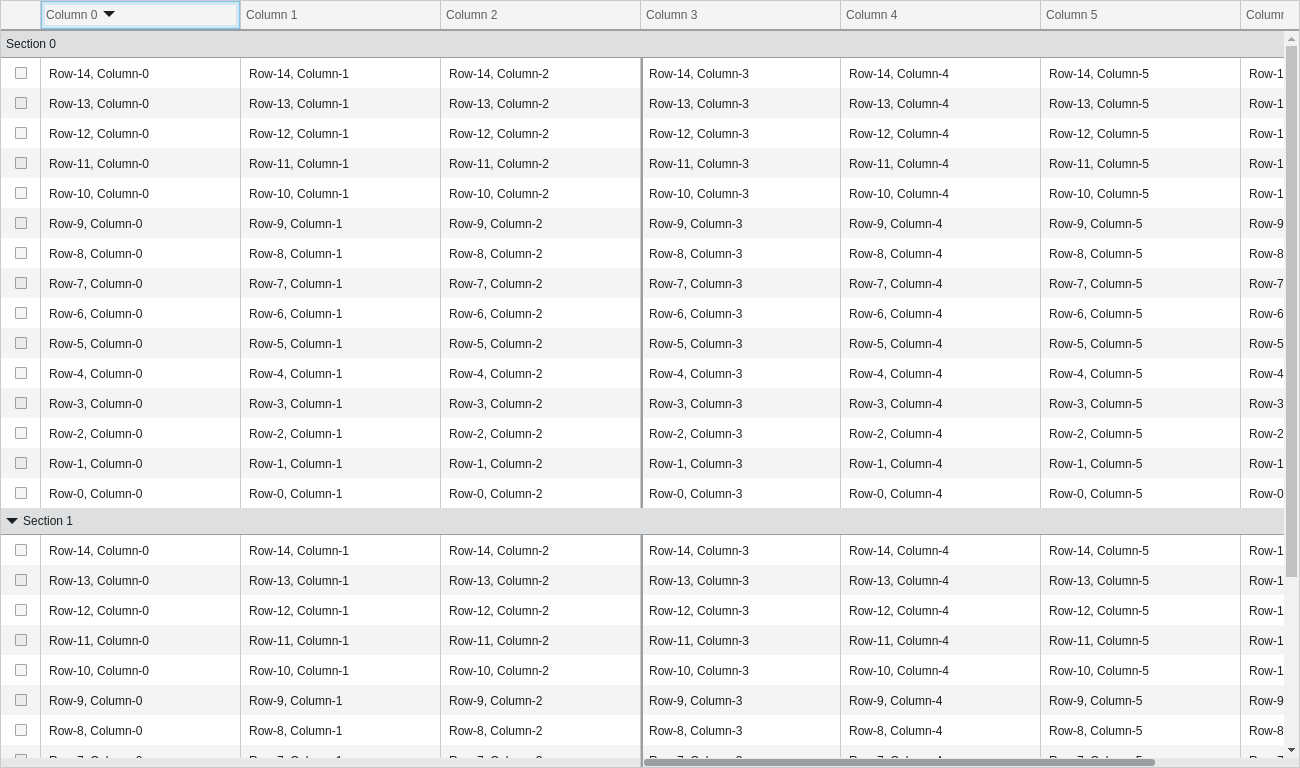 Column 0 Column 1 Column 2 Column 3 Column 4 Column 5 Column
Section 0
Row-14, Column-0 Row-14, Column-1 Row-14, Column-2 Row-14, Column-3 Row-14, Column-4 Row-14, Column-5 Row-1
Row-13, Column-0 Row-13, Column-1 Row-13, Column-2 Row-13, Column-3 Row-13, Column-4 Row-13, Column-5 Row-1
Row-12, Column-0 Row-12, Column-1 Row-12, Column-2 Row-12, Column-3 Row-12, Column-4 Row-12, Column-5 Row-1
Row-11, Column-0 Row-11, Column-1 Row-11, Column-2 Row-11, Column-3 Row-11, Column-4 Row-11, Column-5 Row-1
Row-10, Column-0 Row-10, Column-1 Row-10, Column-2 Row-10, Column-3 Row-10, Column-4 Row-10, Column-5 Row-1
Row-9, Column-0 Row-9, Column-1 Row-9, Column-2 Row-9, Column-3 Row-9, Column-4 Row-9, Column-5 Row-9
Row-8, Column-0 Row-8, Column-1 Row-8, Column-2 Row-8, Column-3 Row-8, Column-4 Row-8, Column-5 Row-8
Row-7, Column-0 Row-7, Column-1 Row-7, Column-2 Row-7, Column-3 Row-7, Column-4 Row-7, Column-5 Row-7
Row-6, Column-0 Row-6, Column-1 Row-6, Column-2 Row-6, Column-3 Row-6, Column-4 Row-6, Column-5 Row-6
Row-5, Column-0 Row-5, Column-1 Row-5, Column-2 Row-5, Column-3 Row-5, Column-4 Row-5, Column-5 Row-5
Row-4, Column-0 Row-4, Column-1 Row-4, Column-2 Row-4, Column-3 Row-4, Column-4 Row-4, Column-5 Row-4
Row-3, Column-0 Row-3, Column-1 Row-3, Column-2 Row-3, Column-3 Row-3, Column-4 Row-3, Column-5 Row-3
Row-2, Column-0 Row-2, Column-1 Row-2, Column-2 Row-2, Column-3 Row-2, Column-4 Row-2, Column-5 Row-2
Row-1, Column-0 Row-1, Column-1 Row-1, Column-2 Row-1, Column-3 Row-1, Column-4 Row-1, Column-5 Row-1
Row-0, Column-0 Row-0, Column-1 Row-0, Column-2 Row-0, Column-3 Row-0, Column-4 Row-0, Column-5 Row-0
Section 1
Row-14, Column-0 Row-14, Column-1 Row-14, Column-2 Row-14, Column-3 Row-14, Column-4 Row-14, Column-5 Row-1
Row-13, Column-0 Row-13, Column-1 Row-13, Column-2 Row-13, Column-3 Row-13, Column-4 Row-13, Column-5 Row-1
Row-12, Column-0 Row-12, Column-1 Row-12, Column-2 Row-12, Column-3 Row-12, Column-4 Row-12, Column-5 Row-1
Row-11, Column-0 Row-11, Column-1 Row-11, Column-2 Row-11, Column-3 Row-11, Column-4 Row-11, Column-5 Row-1
Row-10, Column-0 Row-10, Column-1 Row-10, Column-2 Row-10, Column-3 Row-10, Column-4 Row-10, Column-5 Row-1
Row-9, Column-0 Row-9, Column-1 Row-9, Column-2 Row-9, Column-3 Row-9, Column-4 Row-9, Column-5 Row-9
Row-8, Column-0 Row-8, Column-1 Row-8, Column-2 Row-8, Column-3 Row-8, Column-4 Row-8, Column-5 Row-8